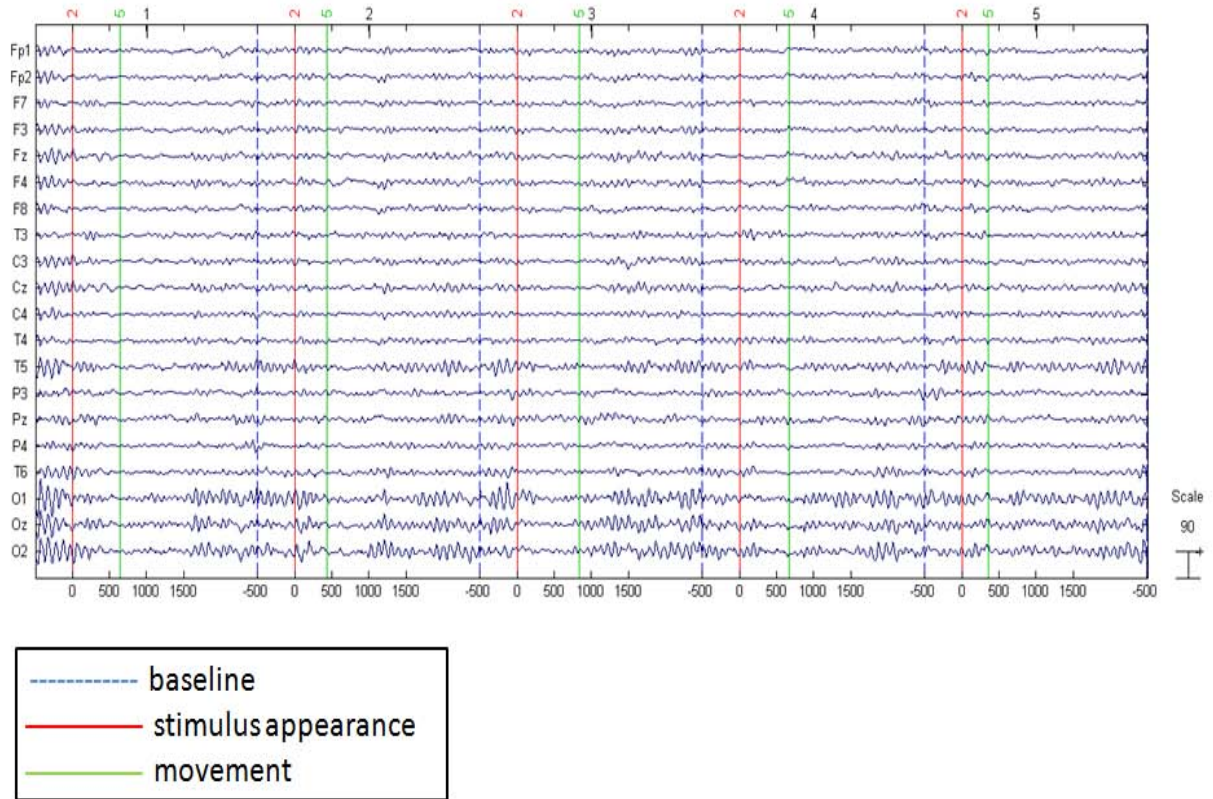 2 5 1 2 5 2 2 5 3 2 5 4 2 5 5
Fp1
Fp2
F7
F3
Fz
F4
F8
T3
C3
Cz
C4
T4
T5
P3
Pz
P4
T6
O1
Oz
O2
Scale
90
+
0 500 1000 1500 -500 0 500 1000 1500 -500 0 500 1000 1500 -500 0 500 1000 1500 -500 0 500 1000 1500 -500
baseline
stimulus appearance
movement